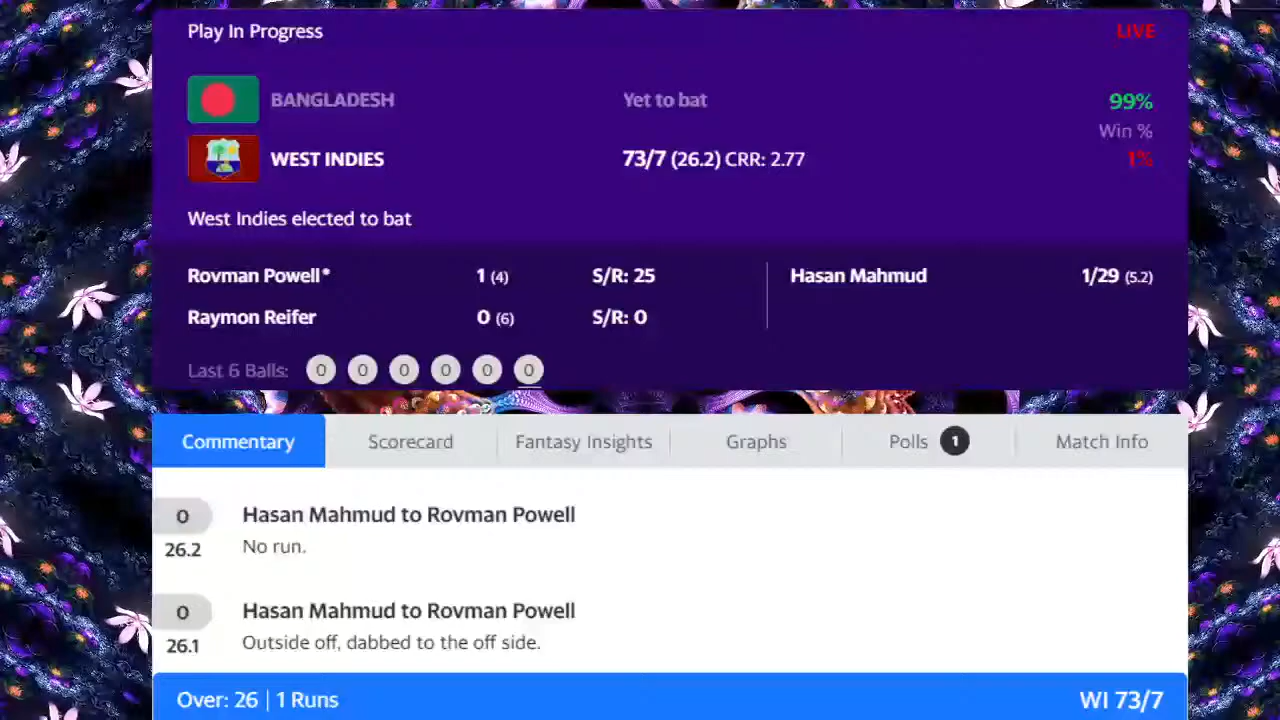 Play In Progress LIVE
BANGLADESH Yet to bat 99%
Win %
WEST INDIES 73/7 (26.2) CRR: 2.77 1%
West Indies elected to bat
Rovman Powell* 1 (4) S/R: 25 Hasan Mahmud 1/29 (5.2)
Raymon Reifer 0 (6) S/R: 0
Last 6 Balls: 0 0 0 0 0 0
Commentary Scorecard Fantasy Insights Graphs Polls 1 Match Info
0 Hasan Mahmud to Rovman Powell
26.2 No run.
0 Hasan Mahmud to Rovman Powell
26.1 Outside off, dabbed to the off side.
Over: 26 | 1 Runs WI 73/7